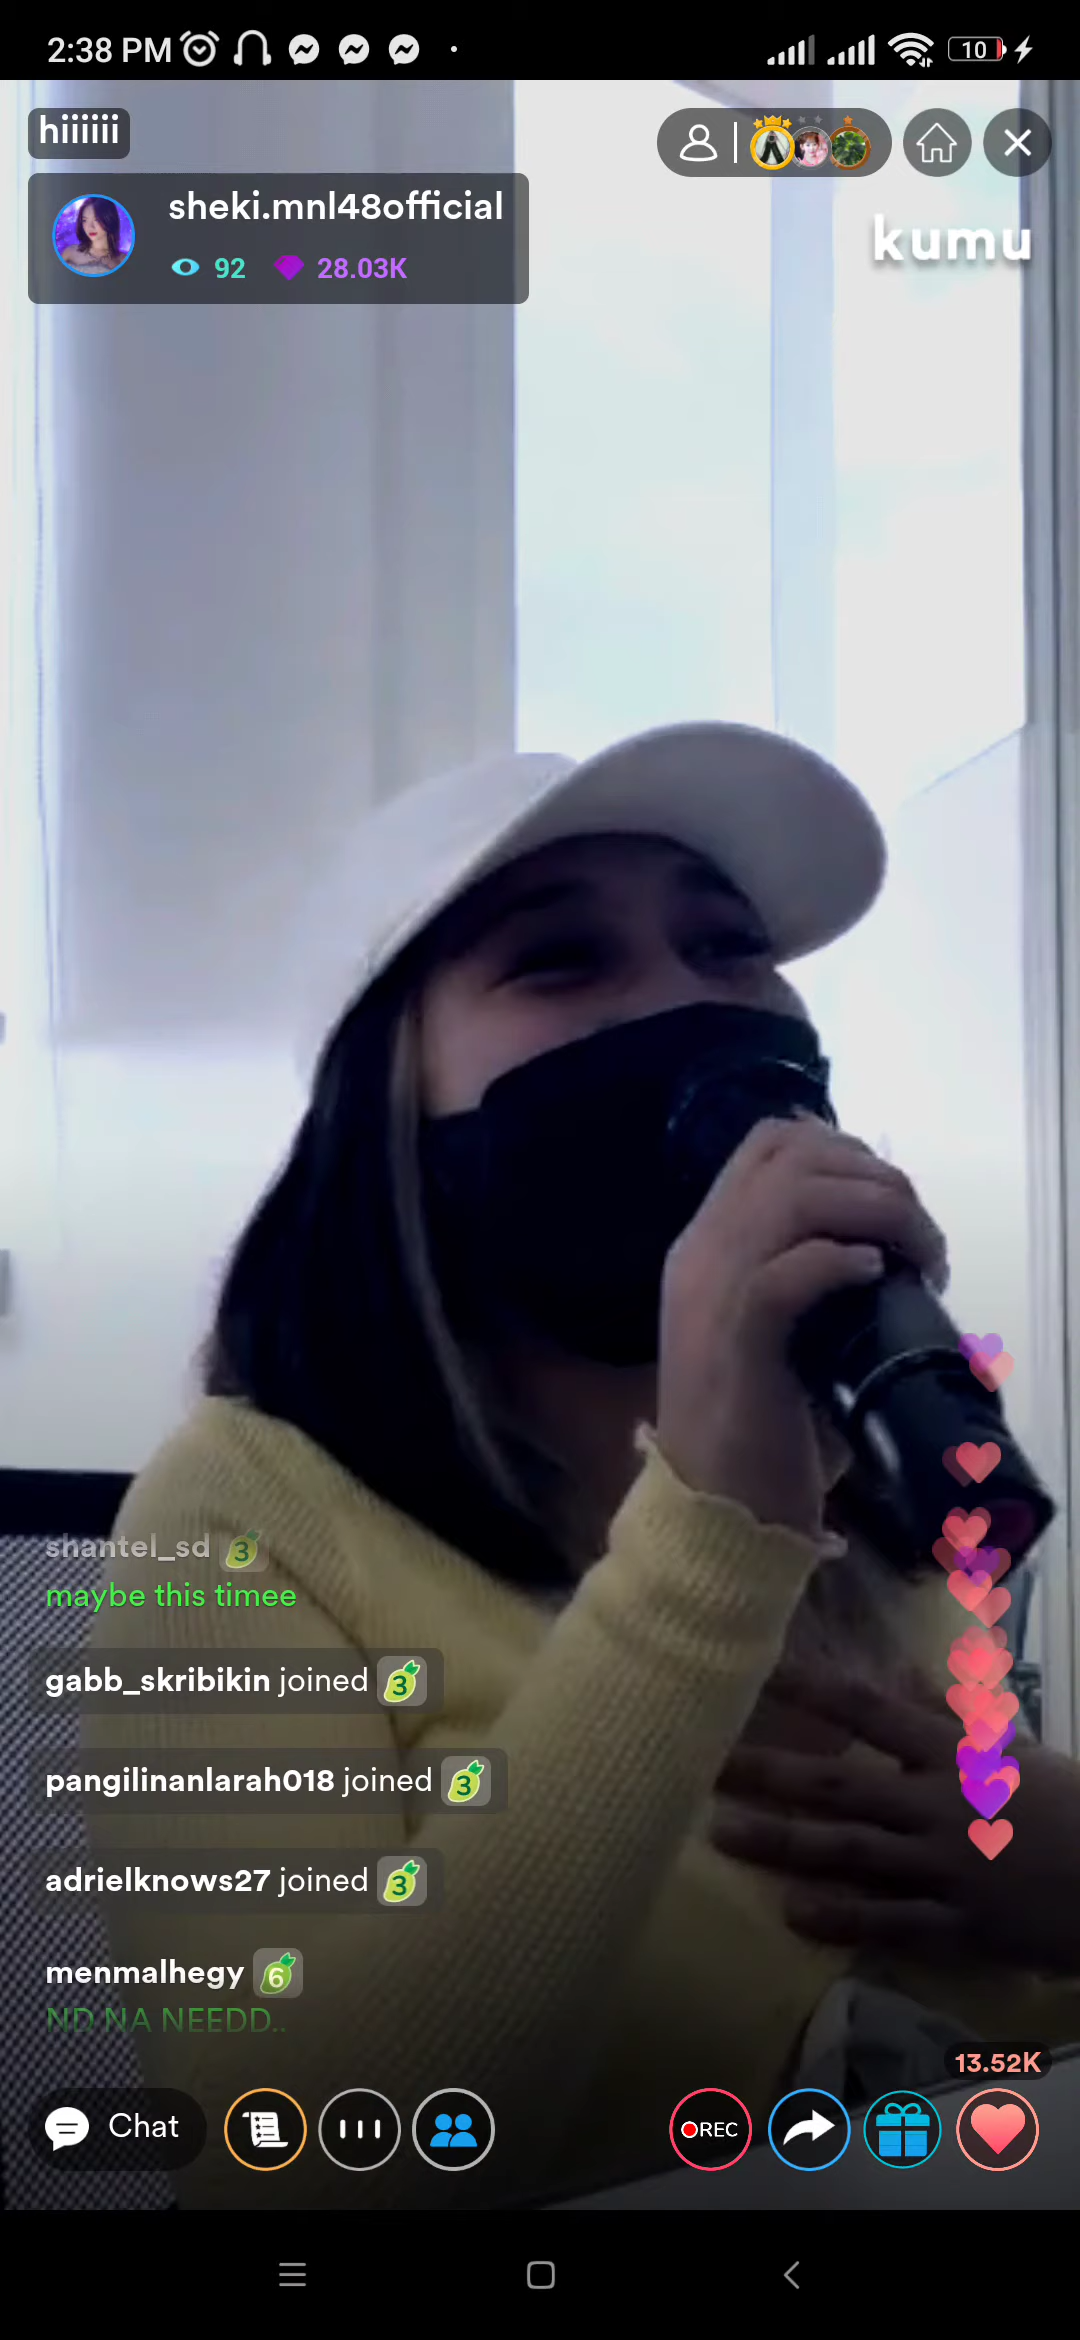 2:38 PM
10
hiiiiii
sheki.mnl48official
92
28.03K
kumu
shantel_sd 3
maybe this timee
gabb_skribikin joined 3
pangilinanlarah018 joined 3
adrielknows27 joined 3
menmalhegy 6
ND NA NEEDD..
13.52K
Chat
REC